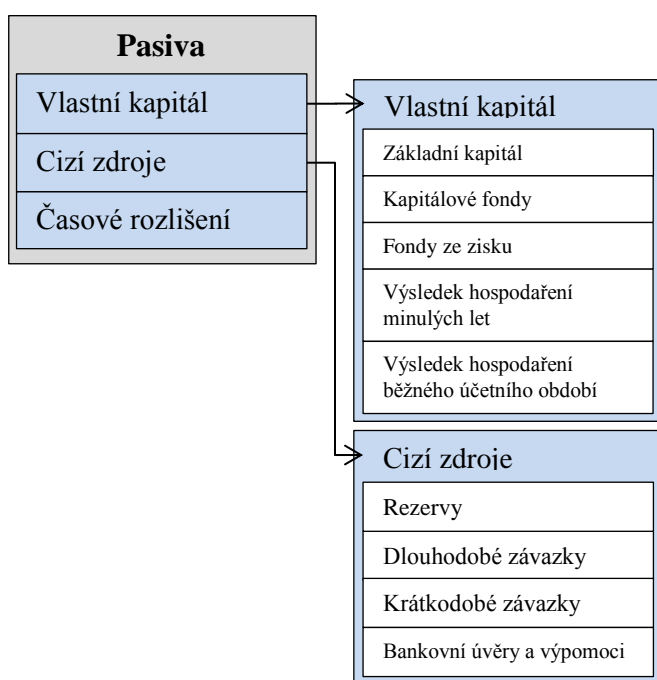 Pasiva
Vlastní kapitál
Cizí zdroje
Časové rozlišení
Vlastní kapitál
Základní kapitál
Kapitálové fondy
Fondy ze zisku
Výsledek hospodaření
minulých let
Výsledek hospodaření
běžného účetního období
Cizí zdroje
Rezervy
Dlouhodobé závazky
Krátkodobé závazky
Bankovní úvěry a výpomoci